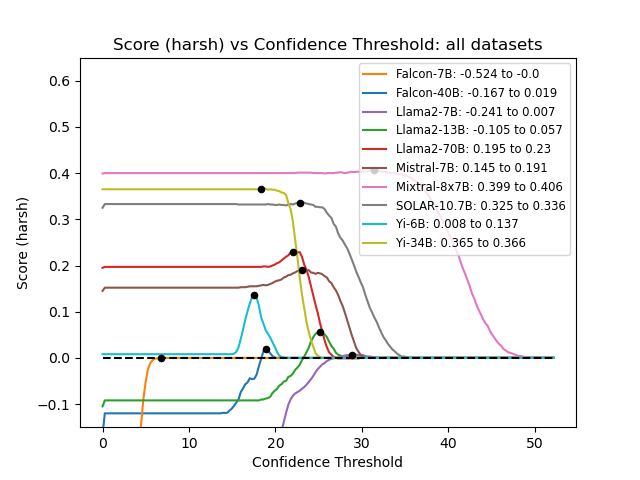 Score (harsh) vs Confidence Threshold: all datasets
Falcon-7B: -0.524 to -0.0
Falcon-40B: -0.167 to 0.019
Llama2-7B: -0.241 to 0.007
Llama2-13B: -0.105 to 0.057
Llama2-70B: 0.195 to 0.23
Mistral-7B: 0.145 to 0.191
Mixtral-8x7B: 0.399 to 0.406
SOLAR-10.7B: 0.325 to 0.336
Yi-6B: 0.008 to 0.137
Yi-34B: 0.365 to 0.366
Score (harsh)
0.6
0.5
0.4
0.3
0.2
0.1
0.0
−0.1
0 10 20 30 40 50
Confidence Threshold